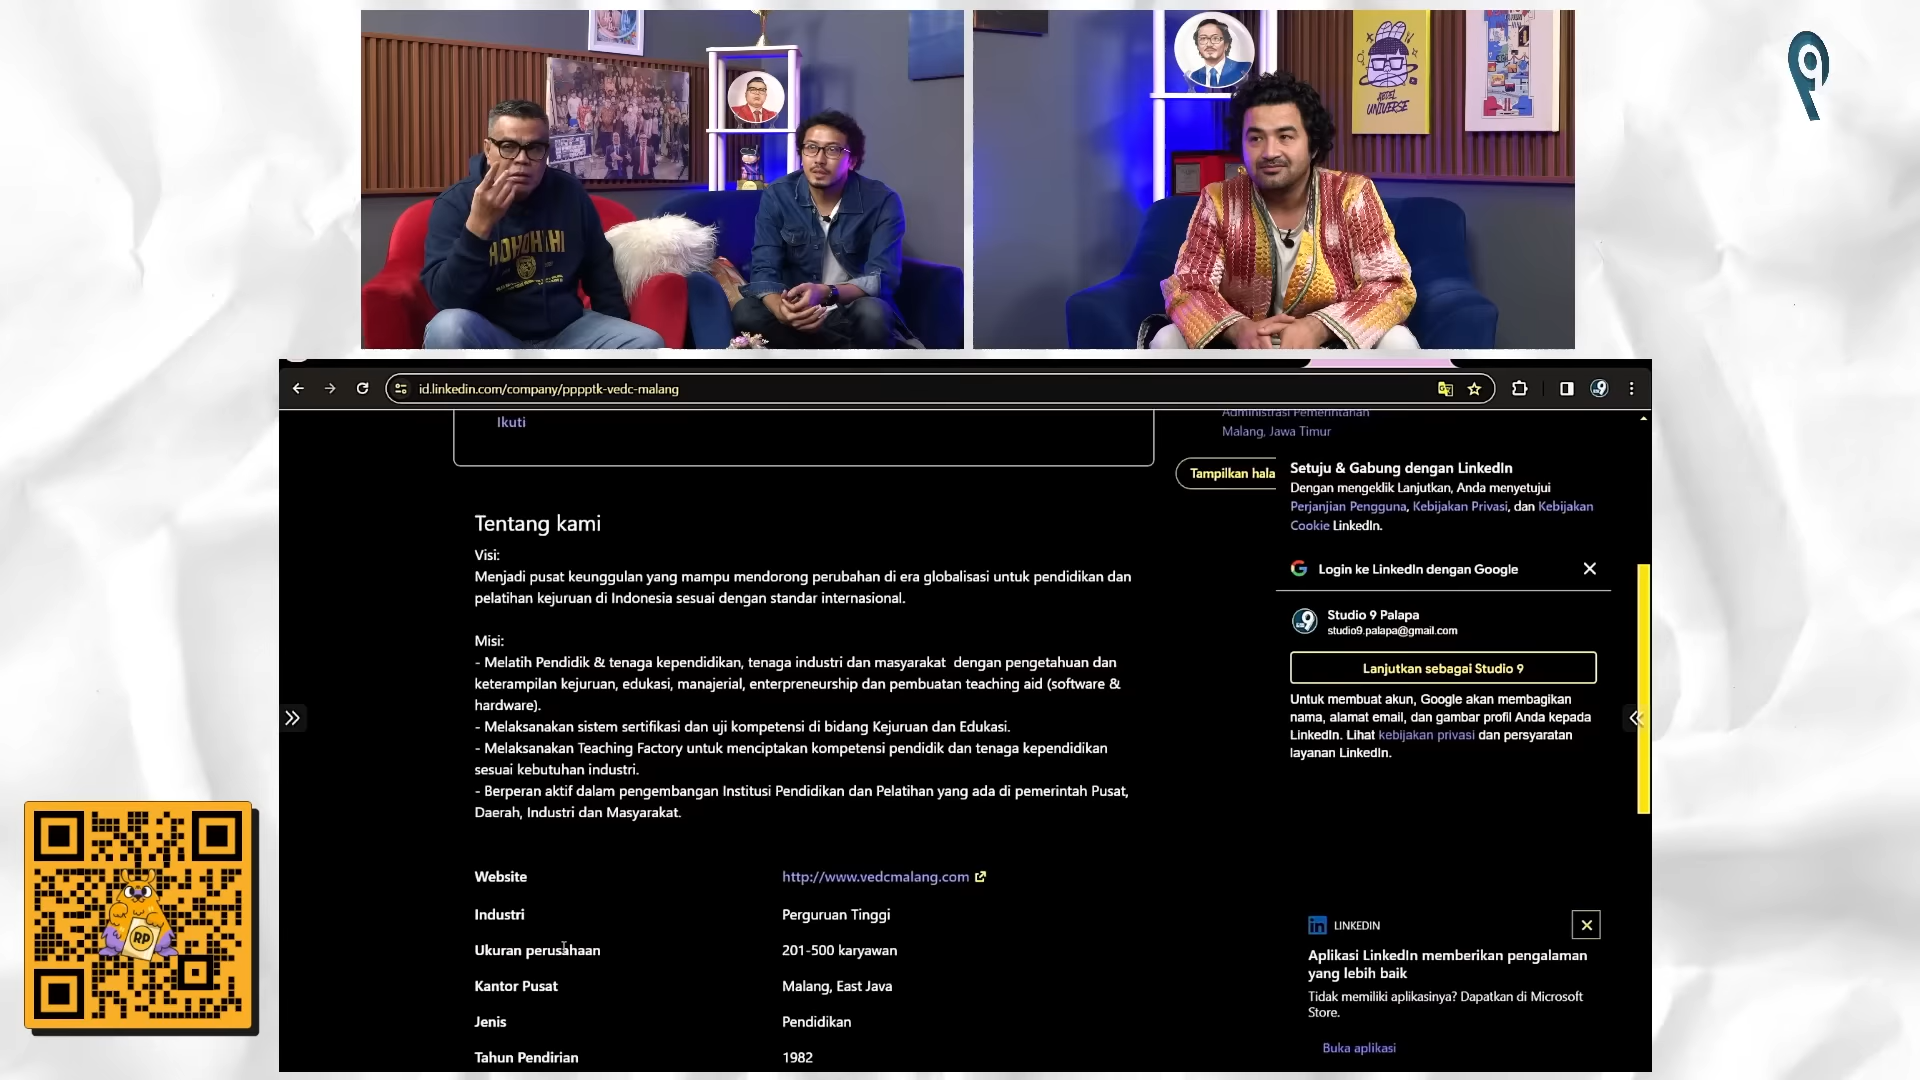 HOHOHIHI
ABDEL
UNIVERSE
9
id.linkedin.com/company/pppptk-vedc-malang
Ikuti
Administrasi Pemerintahan
Malang, Jawa Timur
Tampilkan hala
Setuju & Gabung dengan LinkedIn
Dengan mengeklik Lanjutkan, Anda menyetujui
Perjanjian Pengguna, Kebijakan Privasi, dan Kebijakan
Cookie LinkedIn.
Login ke LinkedIn dengan Google
Studio 9 Palapa
studio9.palapa@gmail.com
Lanjutkan sebagai Studio 9
Untuk membuat akun, Google akan membagikan
nama, alamat email, dan gambar profil Anda kepada
LinkedIn. Lihat kebijakan privasi dan persyaratan
layanan LinkedIn.
Tentang kami
Visi:
Menjadi pusat keunggulan yang mampu mendorong perubahan di era globalisasi untuk pendidikan dan
pelatihan kejuruan di Indonesia sesuai dengan standar internasional.
Misi:
- Melatih Pendidik & tenaga kependidikan, tenaga industri dan masyarakat  dengan pengetahuan dan
keterampilan kejuruan, edukasi, manajerial, enterpreneurship dan pembuatan teaching aid (software &
hardware).
- Melaksanakan sistem sertifikasi dan uji kompetensi di bidang Kejuruan dan Edukasi.
- Melaksanakan Teaching Factory untuk menciptakan kompetensi pendidik dan tenaga kependidikan
sesuai kebutuhan industri.
- Berperan aktif dalam pengembangan Institusi Pendidikan dan Pelatihan yang ada di pemerintah Pusat,
Daerah, Industri dan Masyarakat.
Website http://www.vedcmalang.com
Industri Perguruan Tinggi
Ukuran perusahaan 201-500 karyawan
Kantor Pusat Malang, East Java
Jenis Pendidikan
Tahun Pendirian 1982
LINKEDIN
Aplikasi LinkedIn memberikan pengalaman
yang lebih baik
Tidak memiliki aplikasinya? Dapatkan di Microsoft
Store.
Buka aplikasi
RP